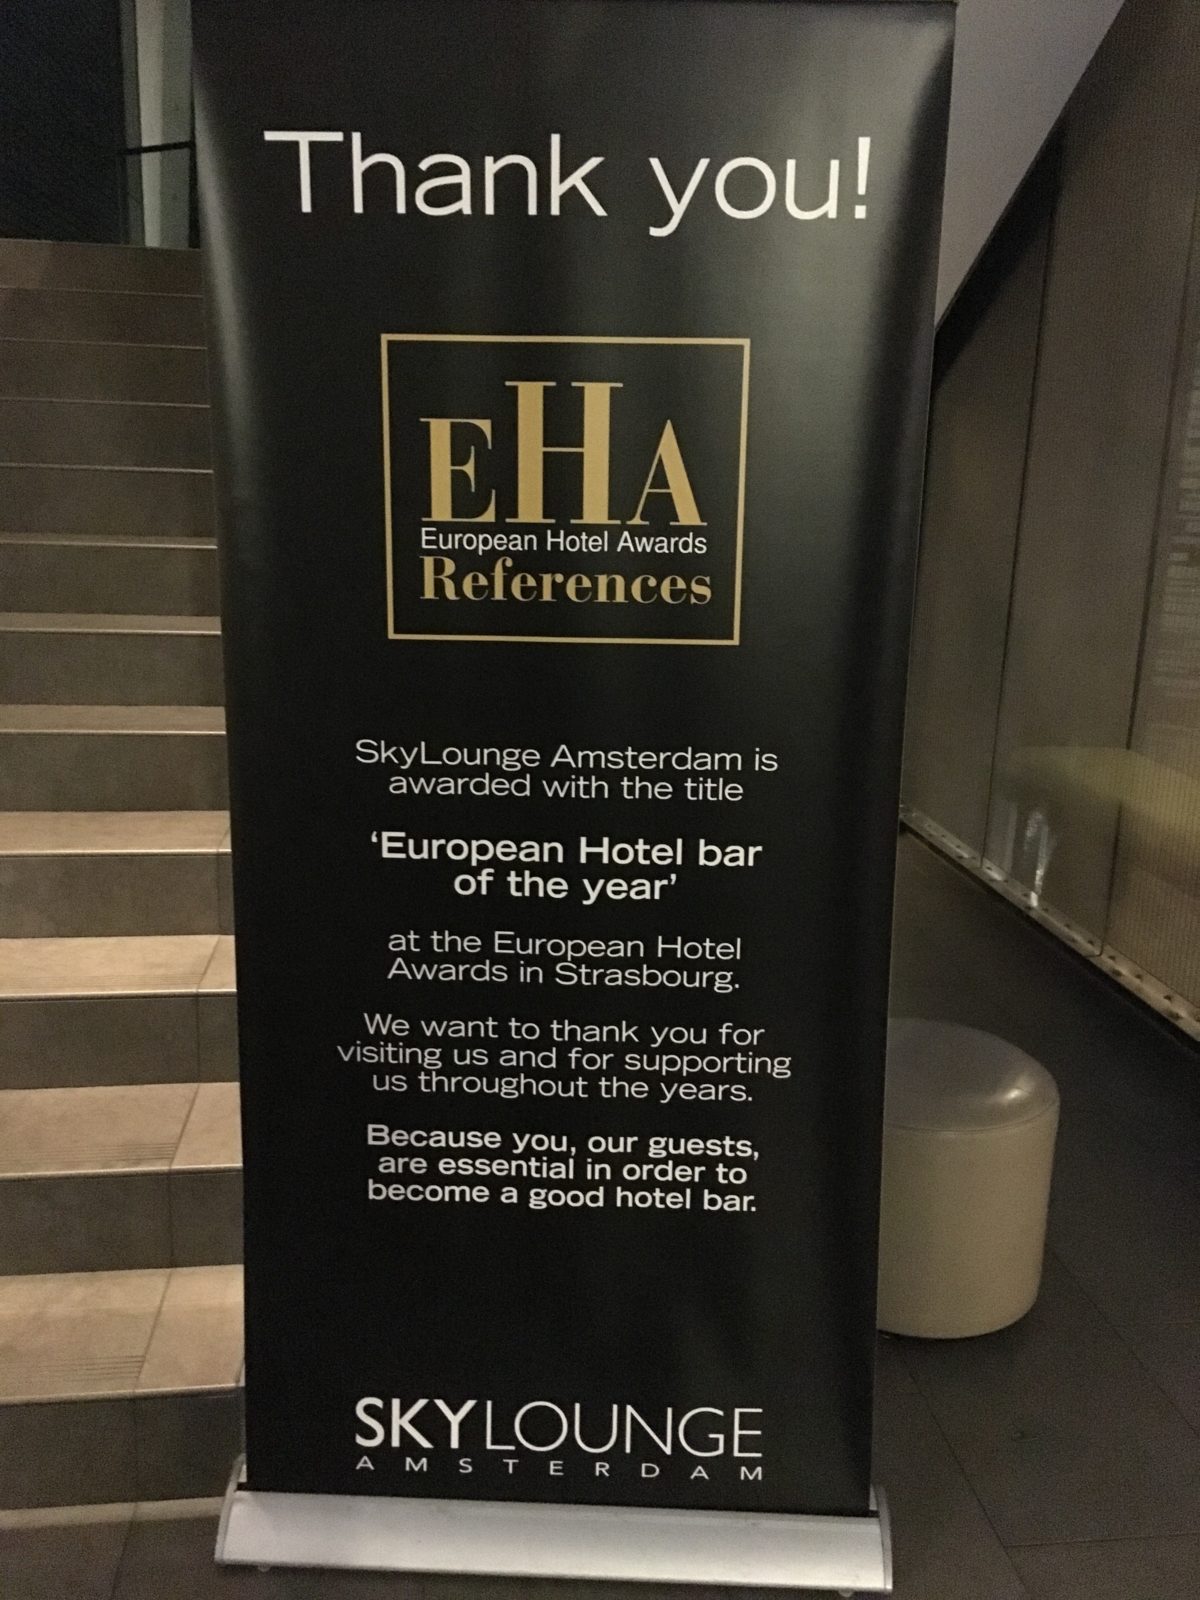 Thank you!
EHA
European Hotel Awards
References
SkyLounge Amsterdam is
awarded with the title
‘European Hotel bar
of the year’
at the European Hotel
Awards in Strasbourg.
We want to thank you for
visiting us and for supporting
us throughout the years.
Because you, our guests,
are essential in order to
become a good hotel bar.
SKYLOUNGE
AMSTERDAM